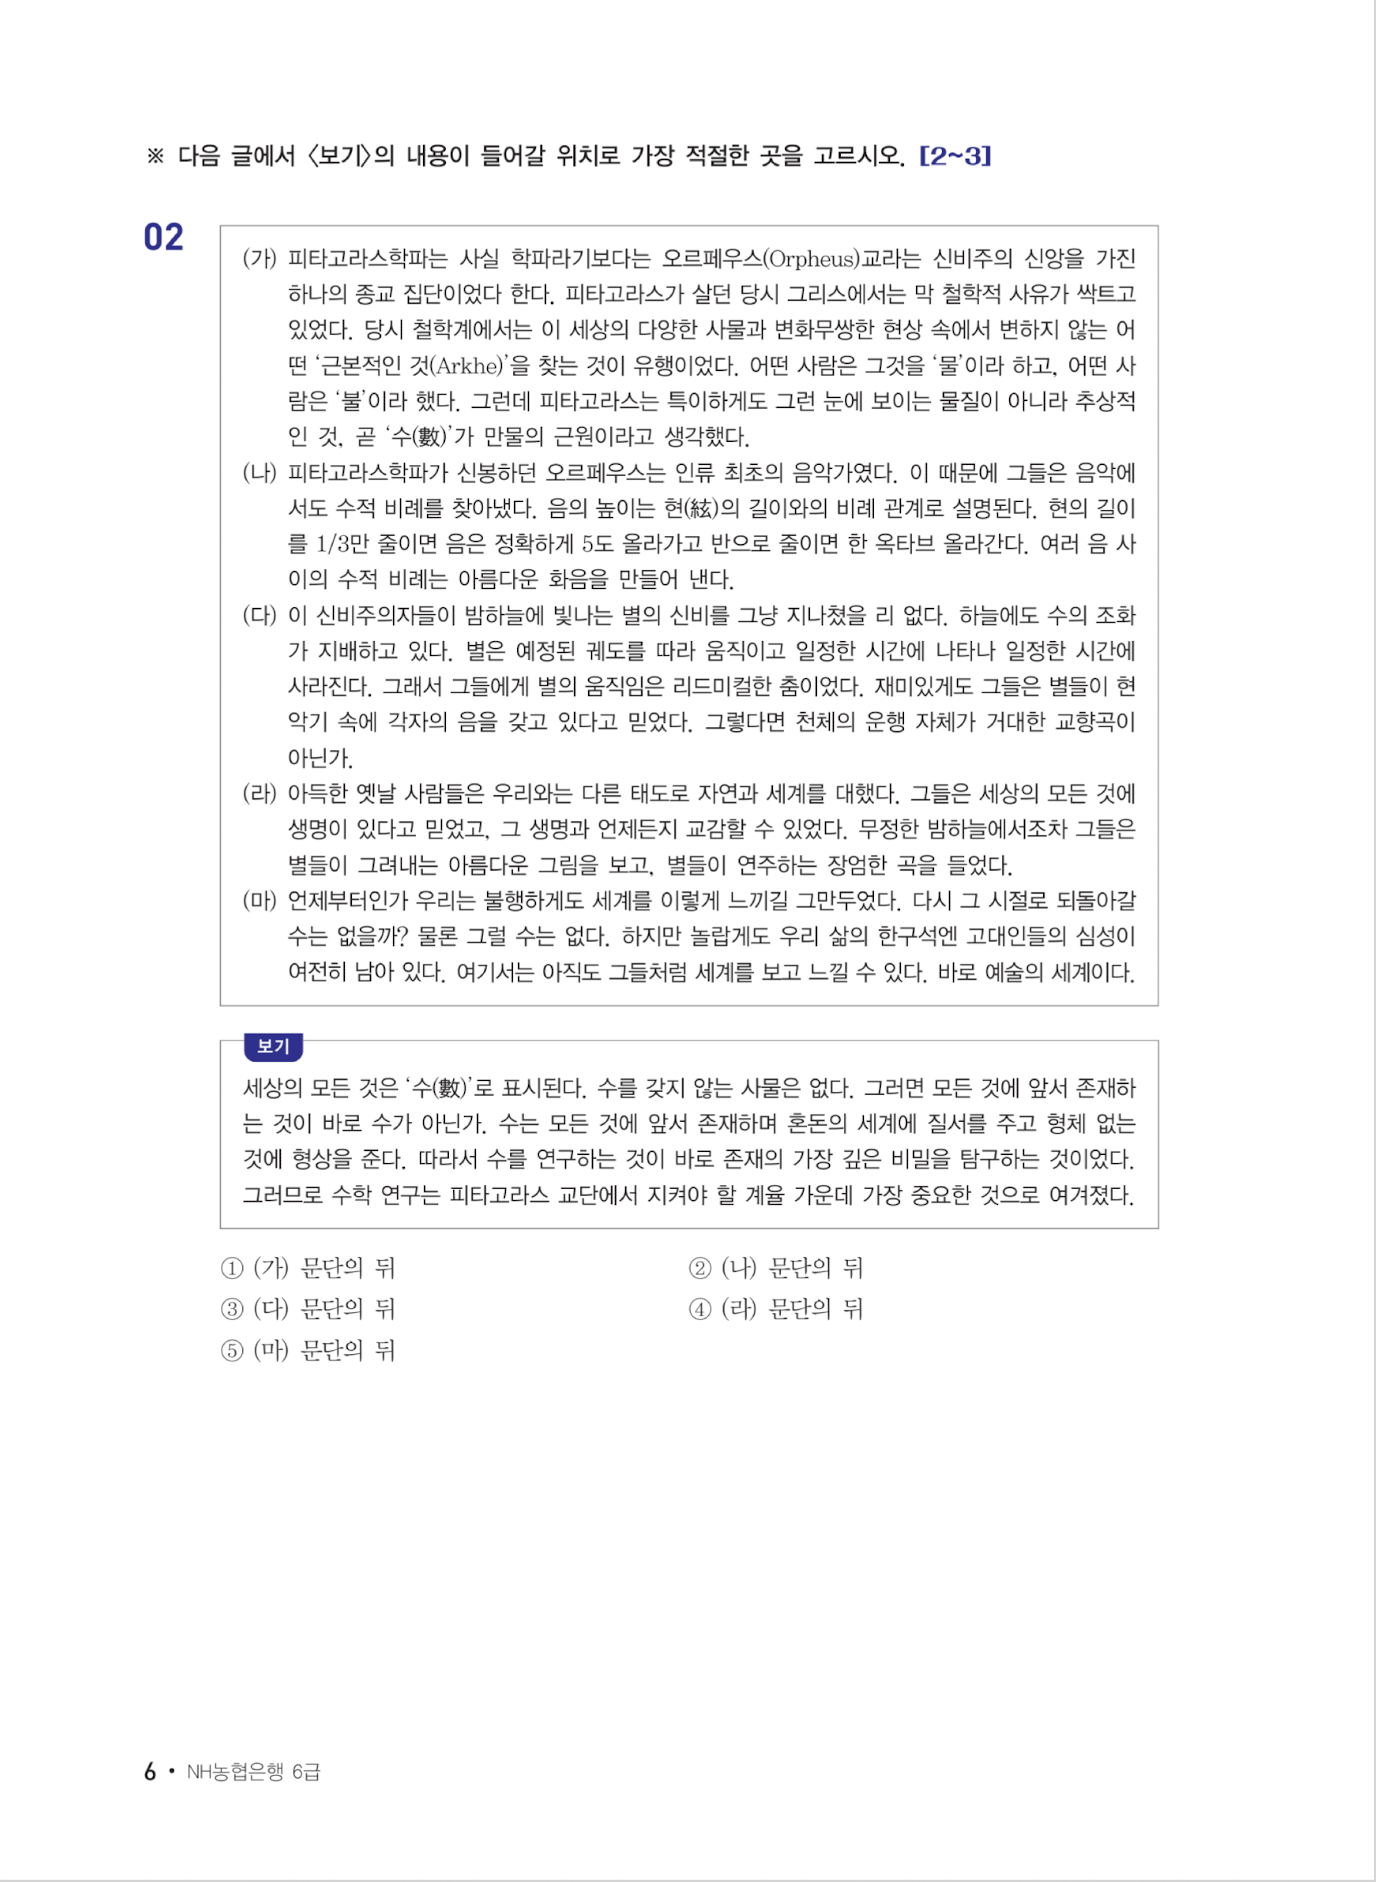 ※ 다음 글에서 〈보기〉의 내용이 들어갈 위치로 가장 적절한 곳을 고르시오. [2~3]
02
(가) 피타고라스학파는 사실 학파라기보다는 오르페우스(Orpheus)교라는 신비주의 신앙을 가진
하나의 종교 집단이었다 한다. 피타고라스가 살던 당시 그리스에서는 막 철학적 사유가 싹트고
있었다. 당시 철학계에서는 이 세상의 다양한 사물과 변화무쌍한 현상 속에서 변하지 않는 어
떤 ‘근본적인 것(Arkhe)’을 찾는 것이 유행이었다. 어떤 사람은 그것을 ‘물’이라 하고, 어떤 사
람은 ‘불’이라 했다. 그런데 피타고라스는 특이하게도 그런 눈에 보이는 물질이 아니라 추상적
인 것, 곧 ‘수(數)’가 만물의 근원이라고 생각했다.
(나) 피타고라스학파가 신봉하던 오르페우스는 인류 최초의 음악가였다. 이 때문에 그들은 음악에
서도 수적 비례를 찾아냈다. 음의 높이는 현(絃)의 길이와의 비례 관계로 설명된다. 현의 길이
를 1/3만 줄이면 음은 정확하게 5도 올라가고 반으로 줄이면 한 옥타브 올라간다. 여러 음 사
이의 수적 비례는 아름다운 화음을 만들어 낸다.
(다) 이 신비주의자들이 밤하늘에 빛나는 별의 신비를 그냥 지나쳤을 리 없다. 하늘에도 수의 조화
가 지배하고 있다. 별은 예정된 궤도를 따라 움직이고 일정한 시간에 나타나 일정한 시간에
사라진다. 그래서 그들에게 별의 움직임은 리드미컬한 춤이었다. 재미있게도 그들은 별들이 현
악기 속에 각자의 음을 갖고 있다고 믿었다. 그렇다면 천체의 운행 자체가 거대한 교향곡이
아닌가.
(라) 아득한 옛날 사람들은 우리와는 다른 태도로 자연과 세계를 대했다. 그들은 세상의 모든 것에
생명이 있다고 믿었고, 그 생명과 언제든지 교감할 수 있었다. 무정한 밤하늘에서조차 그들은
별들이 그려내는 아름다운 그림을 보고, 별들이 연주하는 장엄한 곡을 들었다.
(마) 언제부터인가 우리는 불행하게도 세계를 이렇게 느끼길 그만두었다. 다시 그 시절로 되돌아갈
수는 없을까? 물론 그럴 수는 없다. 하지만 놀랍게도 우리 삶의 한구석엔 고대인들의 심성이
여전히 남아 있다. 여기서는 아직도 그들처럼 세계를 보고 느낄 수 있다. 바로 예술의 세계이다.
보기
세상의 모든 것은 ‘수(數)’로 표시된다. 수를 갖지 않는 사물은 없다. 그러면 모든 것에 앞서 존재하
는 것이 바로 수가 아닌가. 수는 모든 것에 앞서 존재하며 혼돈의 세계에 질서를 주고 형체 없는
것에 형상을 준다. 따라서 수를 연구하는 것이 바로 존재의 가장 깊은 비밀을 탐구하는 것이었다.
그러므로 수학 연구는 피타고라스 교단에서 지켜야 할 계율 가운데 가장 중요한 것으로 여겨졌다.
① (가) 문단의 뒤 ② (나) 문단의 뒤
③ (다) 문단의 뒤 ④ (라) 문단의 뒤
⑤ (마) 문단의 뒤
6 • NH농협은행 6급